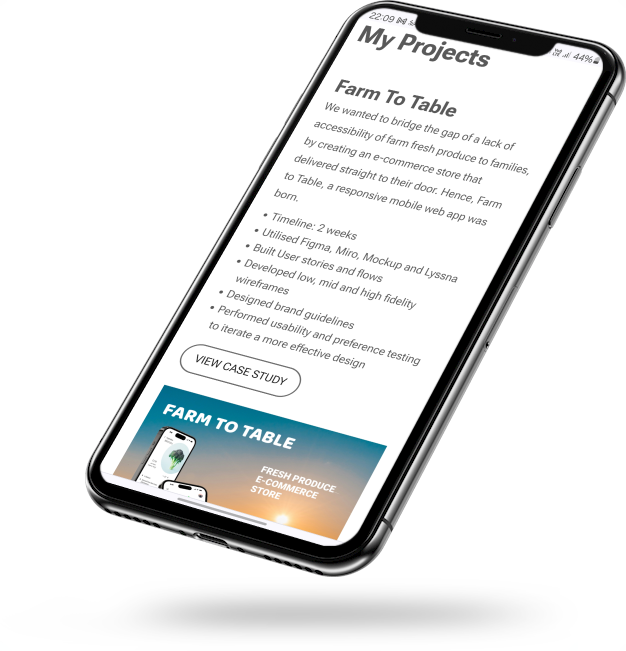 22:09
44%
My Projects
Farm To Table
We wanted to bridge the gap of a lack of
accessibility of farm fresh produce to families,
by creating an e-commerce store that
delivered straight to their door. Hence, Farm
to Table, a responsive mobile web app was
born.
• Timeline: 2 weeks
• Utilised Figma, Miro, Mockup and Lyssna
• Built User stories and flows
• Developed low, mid and high fidelity
wireframes
• Designed brand guidelines
• Performed usability and preference testing
to iterate a more effective design
VIEW CASE STUDY
FARM TO TABLE
FRESH PRODUCE
E-COMMERCE
STORE